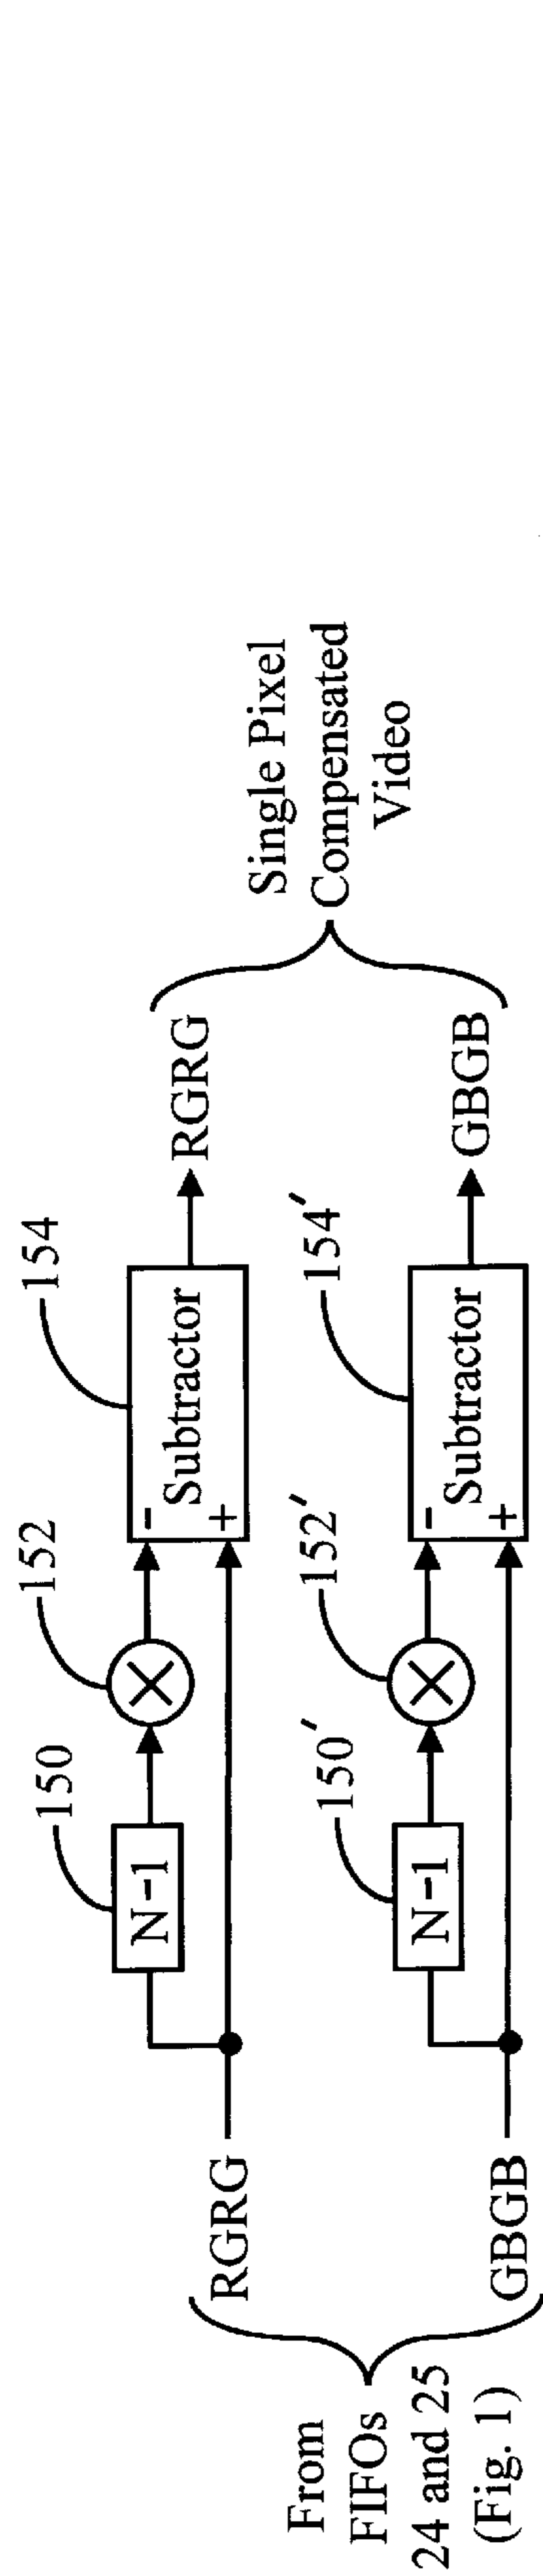 From
FIFOs
24 and 25
(Fig. 1)
RGRG
150
N-1
152
154
-
Subtractor
+
RGRG
GBGB
150'
N-1
152'
154'
-
Subtractor
+
GBGB
Single Pixel
Compensated
Video